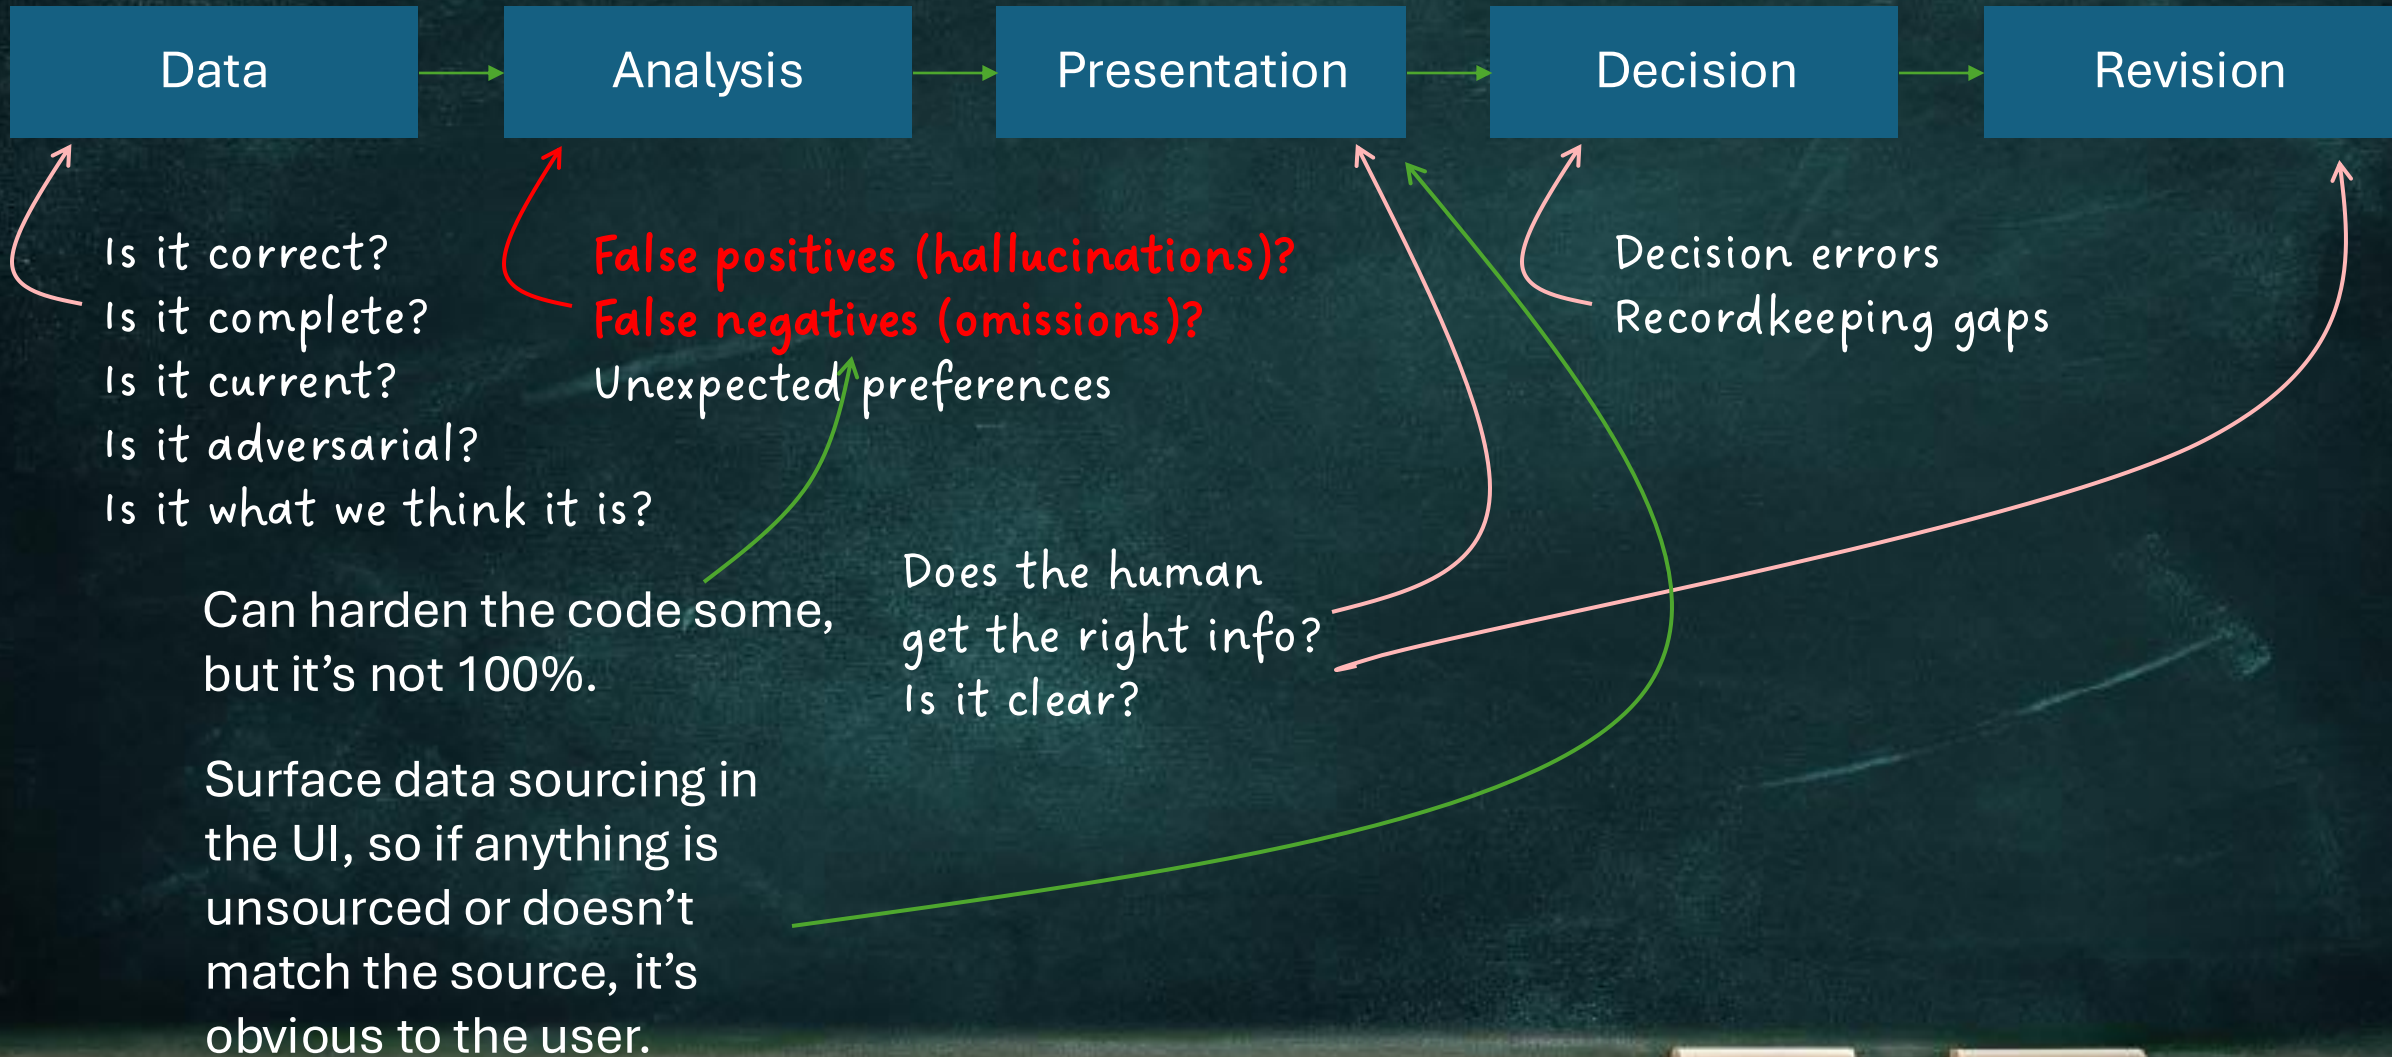 Data
Analysis
Presentation
Decision
Revision
Is it correct?
Is it complete?
Is it current?
Is it adversarial?
Is it what we think it is?
False positives (hallucinations)?
False negatives (omissions)?
Unexpected preferences
Decision errors
Recordkeeping gaps
Does the human
get the right info?
Is it clear?
Can harden the code some,
but it’s not 100%.
Surface data sourcing in
the UI, so if anything is
unsourced or doesn’t
match the source, it’s
obvious to the user.